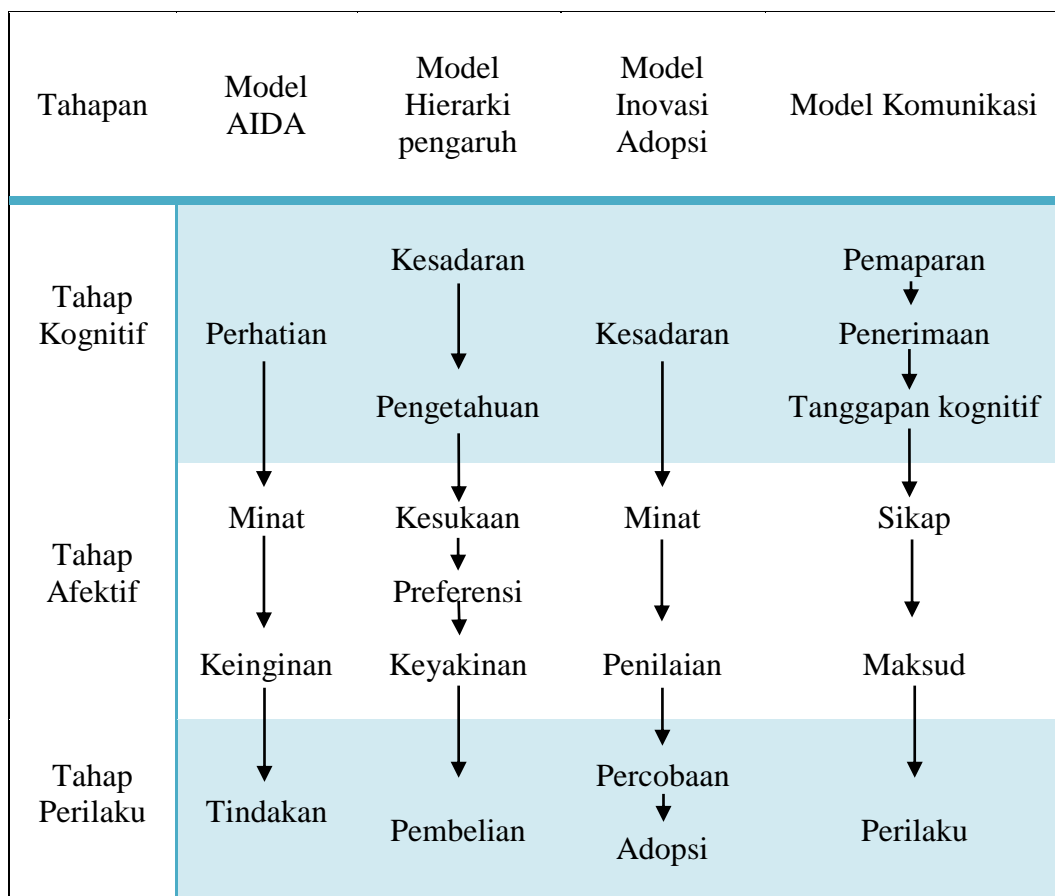 Tahapan
Model
AIDA
Model
Hierarki
pengaruh
Model
Inovasi
Adopsi
Model Komunikasi
Tahap
Kognitif
Perhatian
Kesadaran
Pengetahuan
Kesadaran
Pemaparan
Penerimaan
Tanggapan kognitif
Tahap
Afektif
Minat
Keinginan
Kesukaan
Preferensi
Keyakinan
Minat
Penilaian
Sikap
Maksud
Tahap
Perilaku
Tindakan
Pembelian
Percobaan
Adopsi
Perilaku